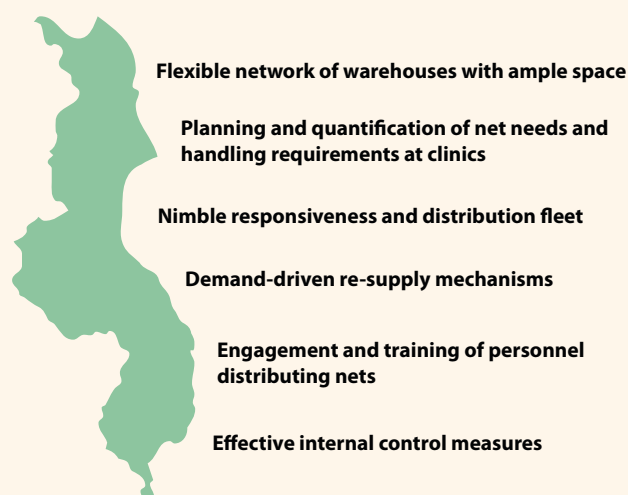 Flexible network of warehouses with ample space
Planning and quantification of net needs and
handling requirements at clinics
Nimble responsiveness and distribution fleet
Demand-driven re-supply mechanisms
Engagement and training of personnel
distributing nets
Effective internal control measures